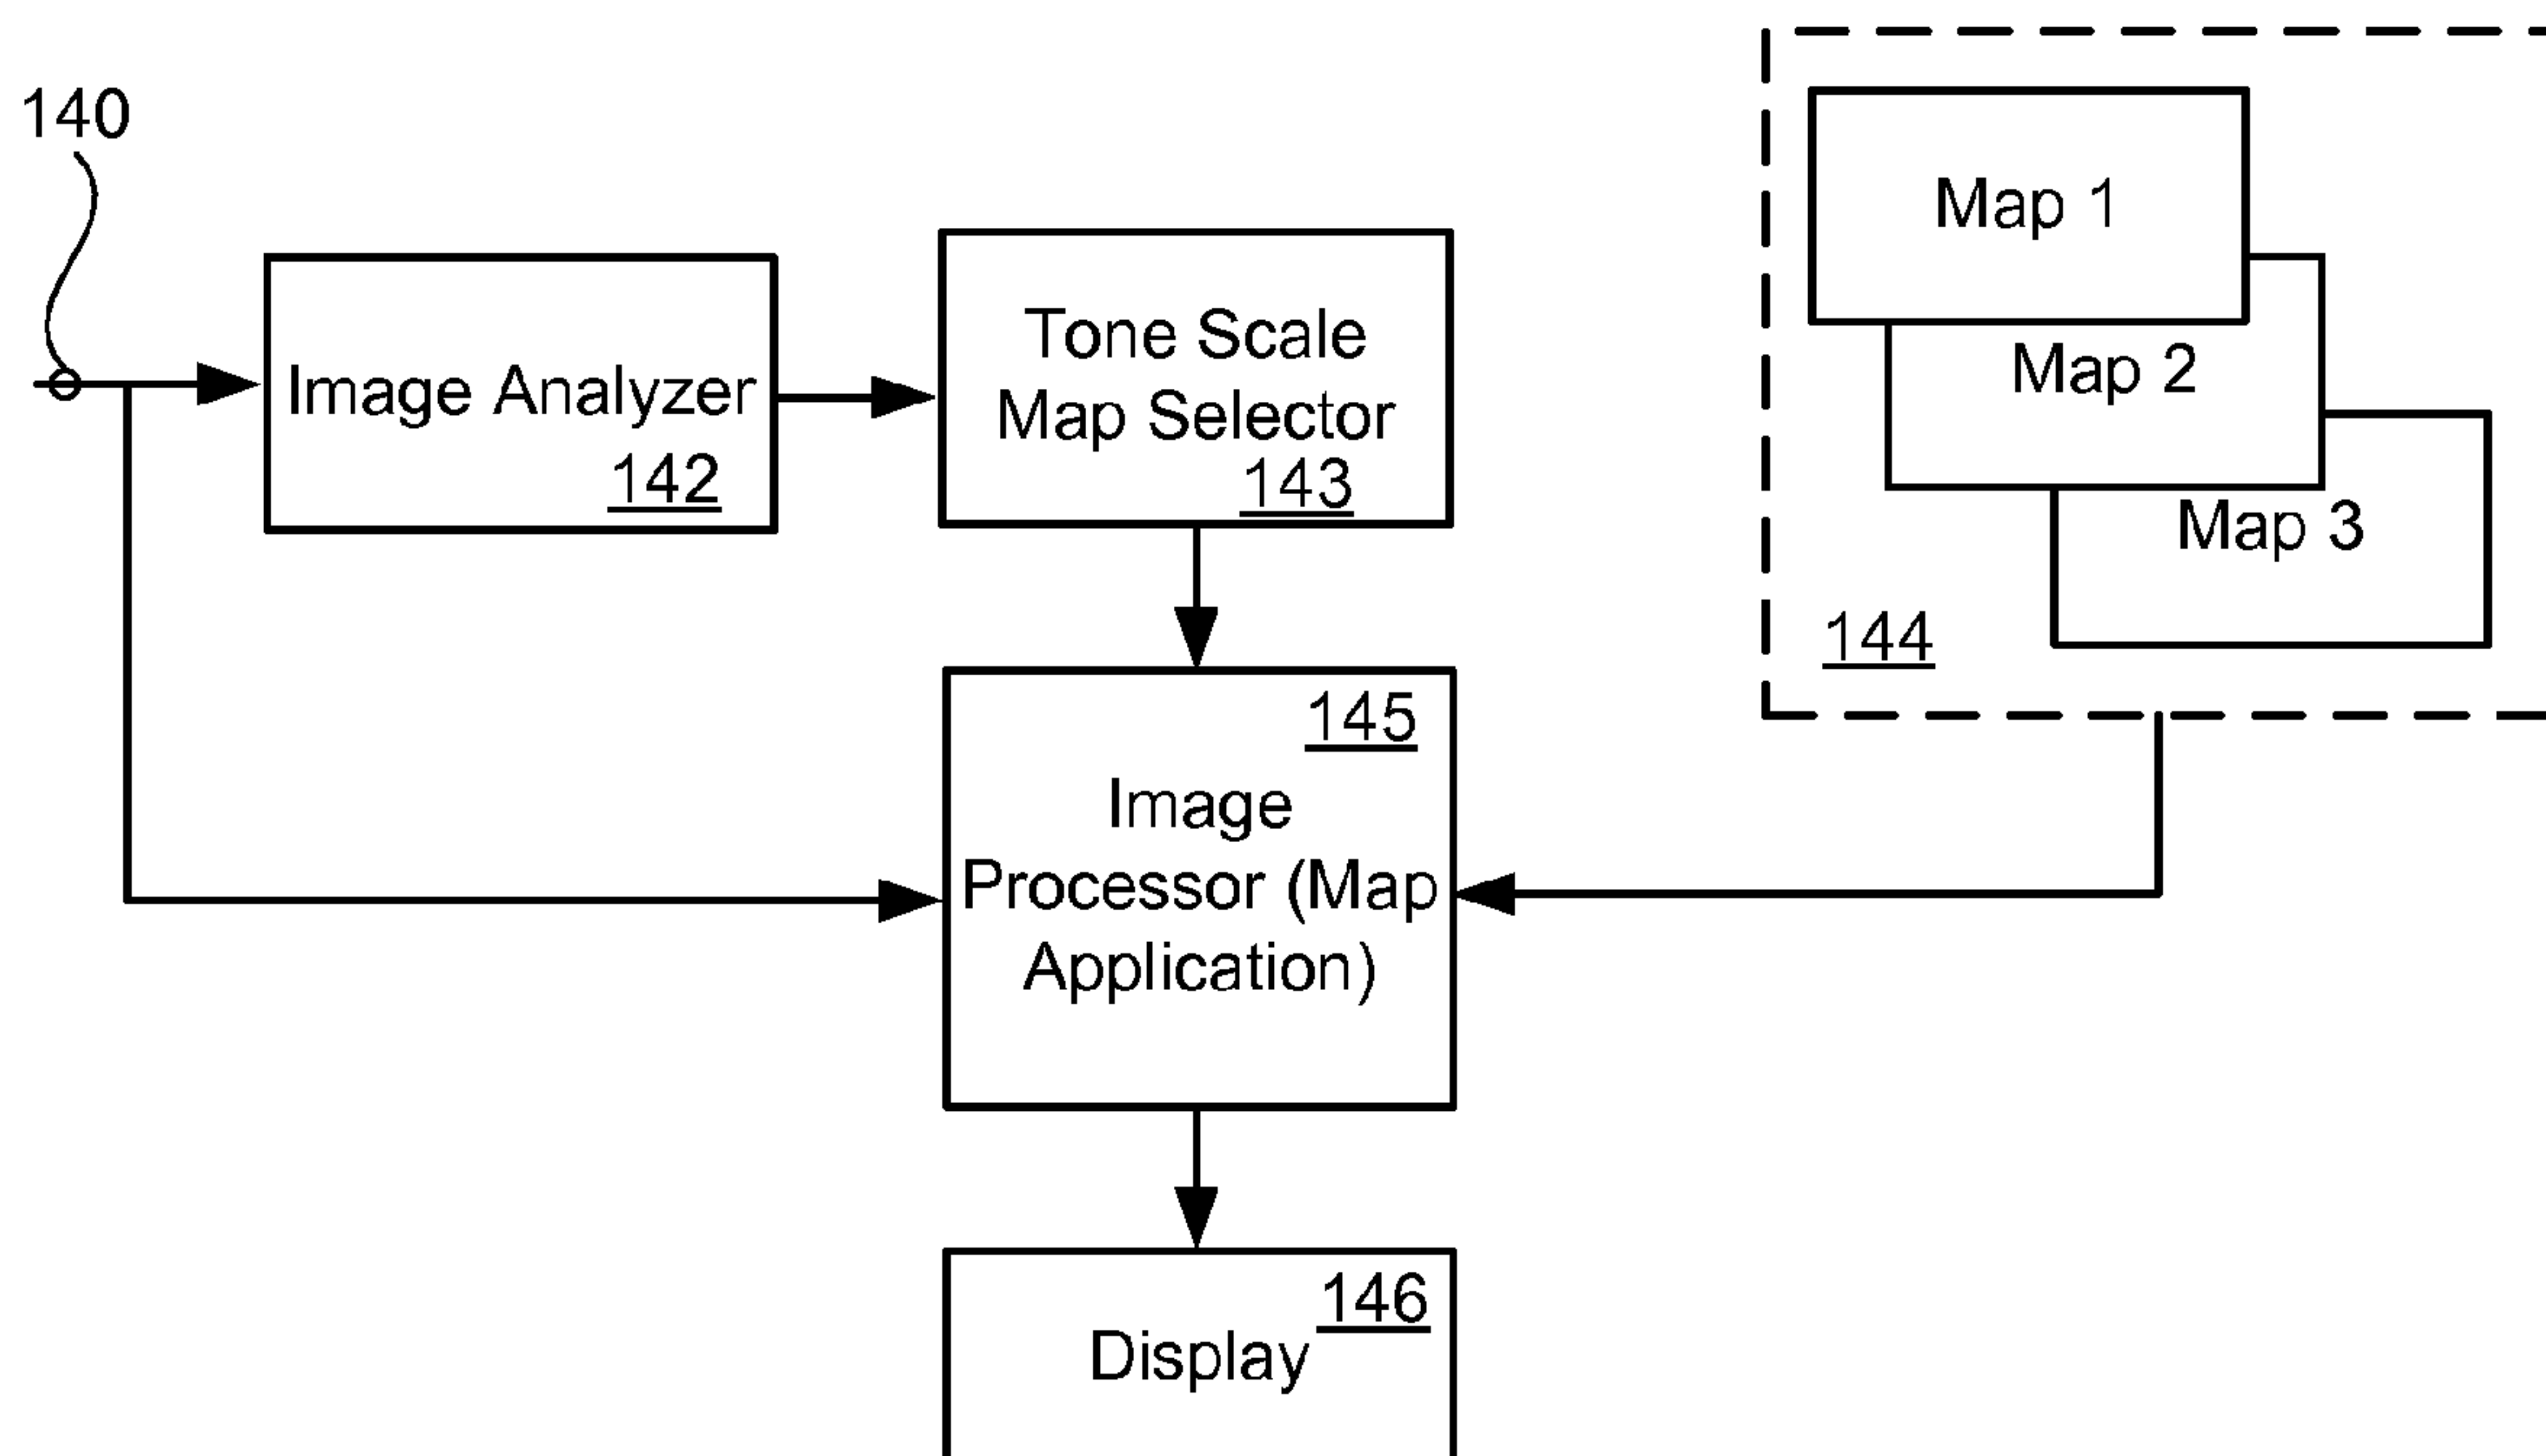 140
Image Analyzer
142
Tone Scale
Map Selector
143
Map 1
Map 2
Map 3
144
145
Image
Processor (Map
Application)
146
Display